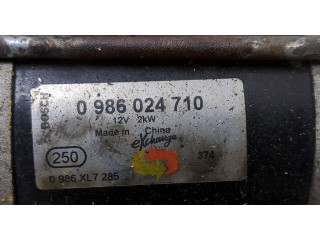 BOSCH
0 986 024 710
12V 2kW
Made in China
eXchange
250
374
0 986 XL7 285